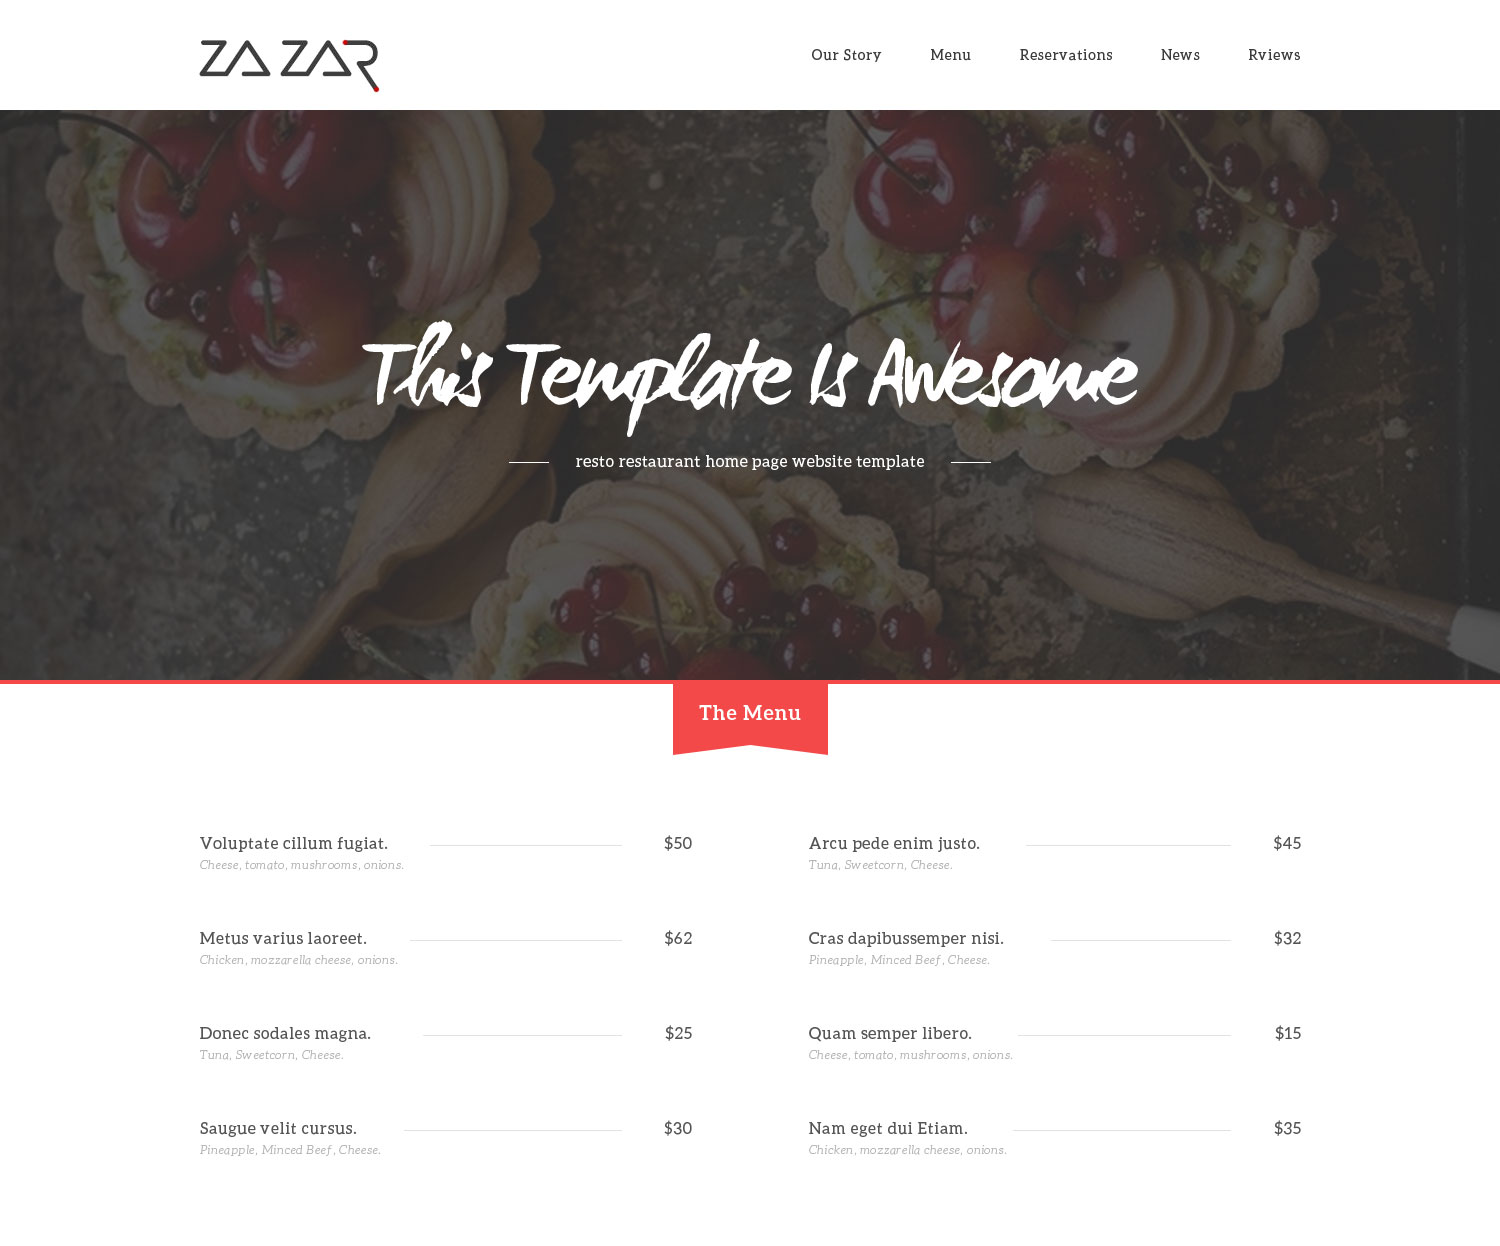 ZAZAR
Our Story Menu Reservations News Rviews
This Template Is Awesome
resto restaurant home page website template
The Menu
Voluptate cillum fugiat. $50
Cheese, tomato, mushrooms, onions.
Metus varius laoreet. $62
Chicken, mozzarella cheese, onions.
Donec sodales magna. $25
Tuna, Sweetcorn, Cheese.
Saugue velit cursus. $30
Pineapple, Minced Beef, Cheese.
Arcu pede enim justo. $45
Tuna, Sweetcorn, Cheese.
Cras dapibussemper nisi. $32
Pineapple, Minced Beef, Cheese.
Quam semper libero. $15
Cheese, tomato, mushrooms, onions.
Nam eget dui Etiam. $35
Chicken, mozzarella cheese, onions.